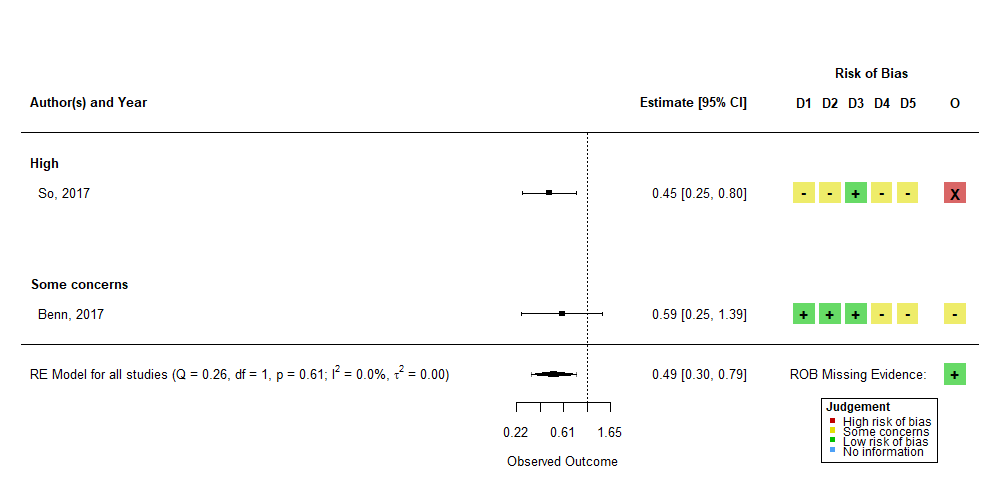 Risk of Bias
Author(s) and Year Estimate [95% CI] D1 D2 D3 D4 D5 O
High
So, 2017 0.45 [0.25, 0.80] - - + - - X
Some concerns
Benn, 2017 0.59 [0.25, 1.39] + + + - - -
RE Model for all studies (Q = 0.26, df = 1, p = 0.61; I² = 0.0%, τ² = 0.00) 0.49 [0.30, 0.79] ROB Missing Evidence: +
0.22 0.61 1.65
Observed Outcome
Judgement
High risk of bias
Some concerns
Low risk of bias
No information